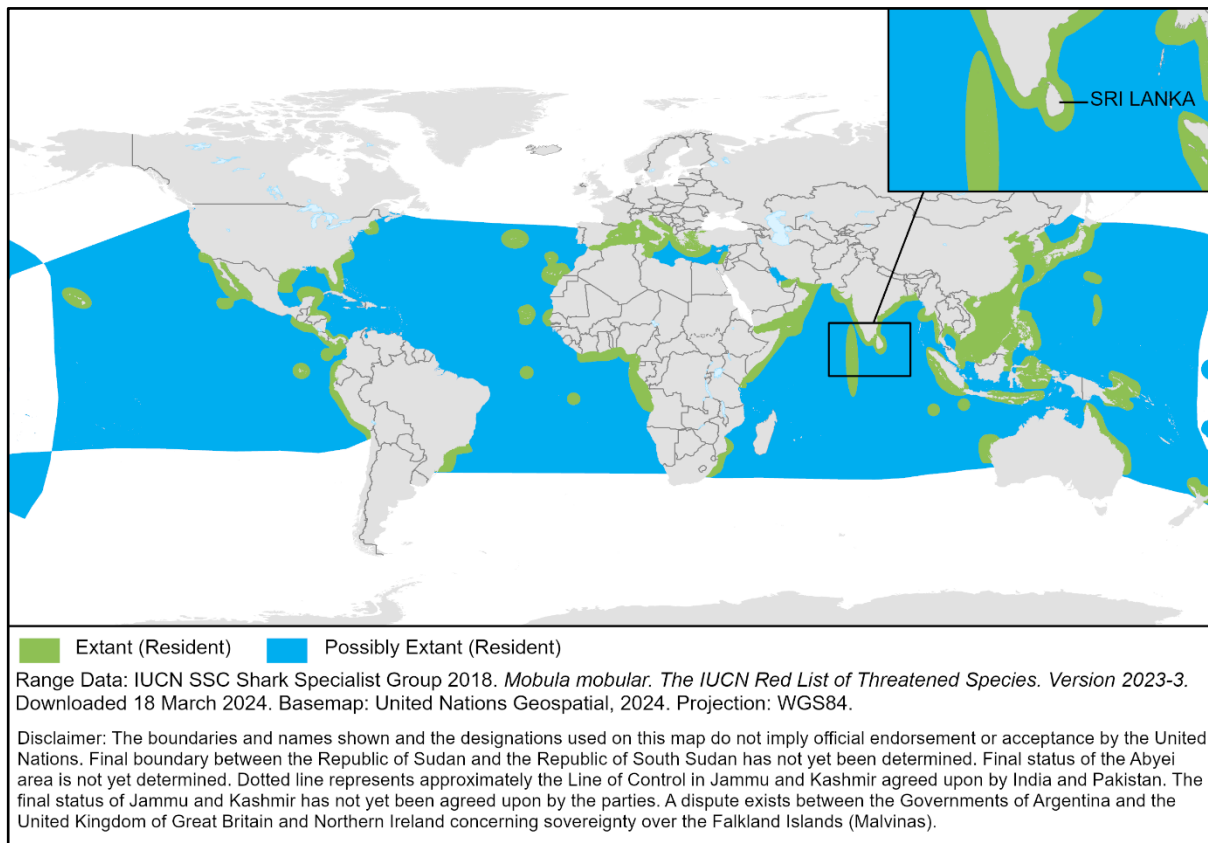 SRI LANKA
Extant (Resident) Possibly Extant (Resident)
Range Data: IUCN SSC Shark Specialist Group 2018. Mobula mobular. The IUCN Red List of Threatened Species. Version 2023-3.
Downloaded 18 March 2024. Basemap: United Nations Geospatial, 2024. Projection: WGS84.
Disclaimer: The boundaries and names shown and the designations used on this map do not imply official endorsement or acceptance by the United
Nations. Final boundary between the Republic of Sudan and the Republic of South Sudan has not yet been determined. Final status of the Abyei
area is not yet determined. Dotted line represents approximately the Line of Control in Jammu and Kashmir agreed upon by India and Pakistan. The
final status of Jammu and Kashmir has not yet been agreed upon by the parties. A dispute exists between the Governments of Argentina and the
United Kingdom of Great Britain and Northern Ireland concerning sovereignty over the Falkland Islands (Malvinas).